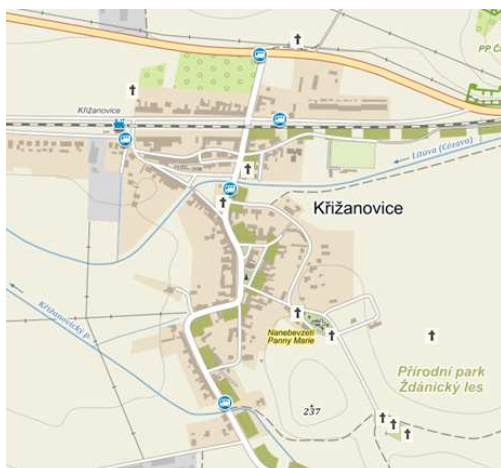 PP Č
Křižanovice
Litava (Cézava)
Křižanovice
Křižanovický p.
Nanebevzetí
Panny Marie
Přírodní park
Ždánický les
237